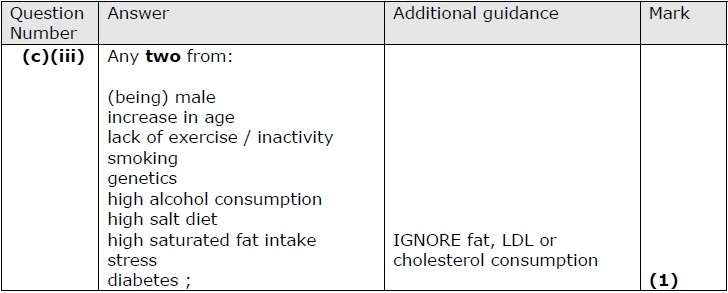 Question Number Answer Additional guidance Mark
(c)(iii) Any two from:
(being) male
increase in age
lack of exercise / inactivity
smoking
genetics
high alcohol consumption
high salt diet
high saturated fat intake IGNORE fat, LDL or
stress cholesterol consumption
diabetes ; (1)